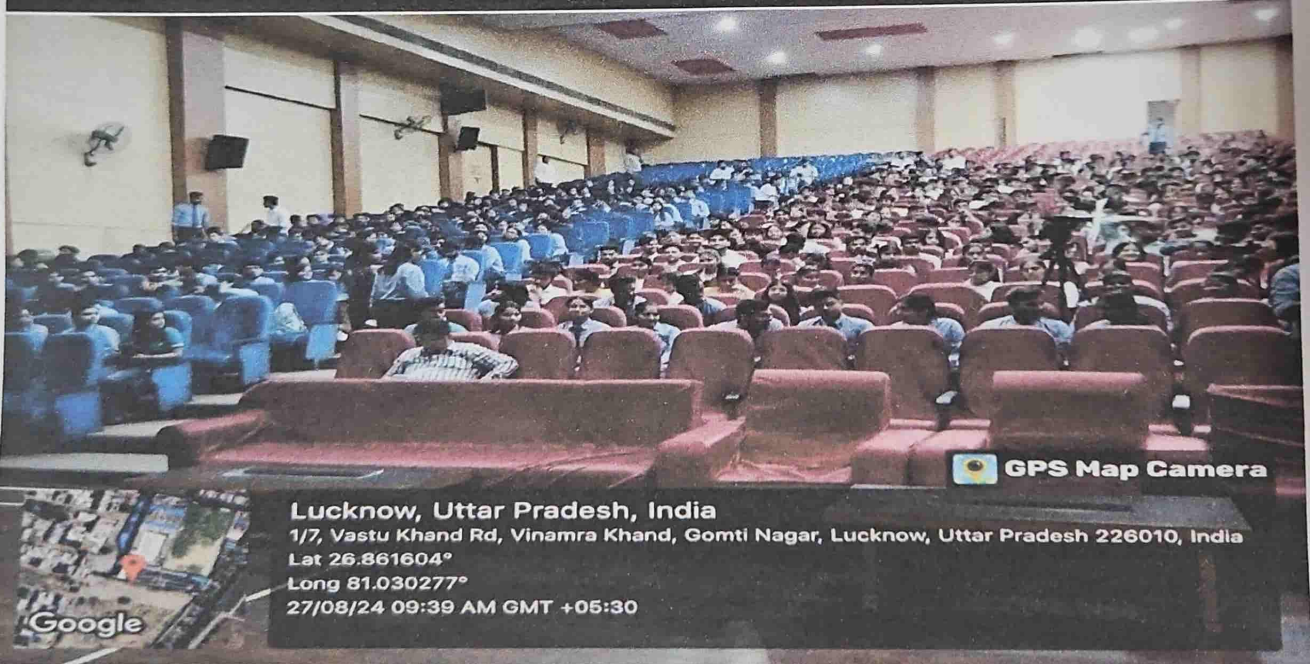 GPS Map Camera
Lucknow, Uttar Pradesh, India
1/7, Vastu Khand Rd, Vinamra Khand, Gomti Nagar, Lucknow, Uttar Pradesh 226010, India
Lat 26.861604°
Long 81.030277°
27/08/24 09:39 AM GMT +05:30
Google